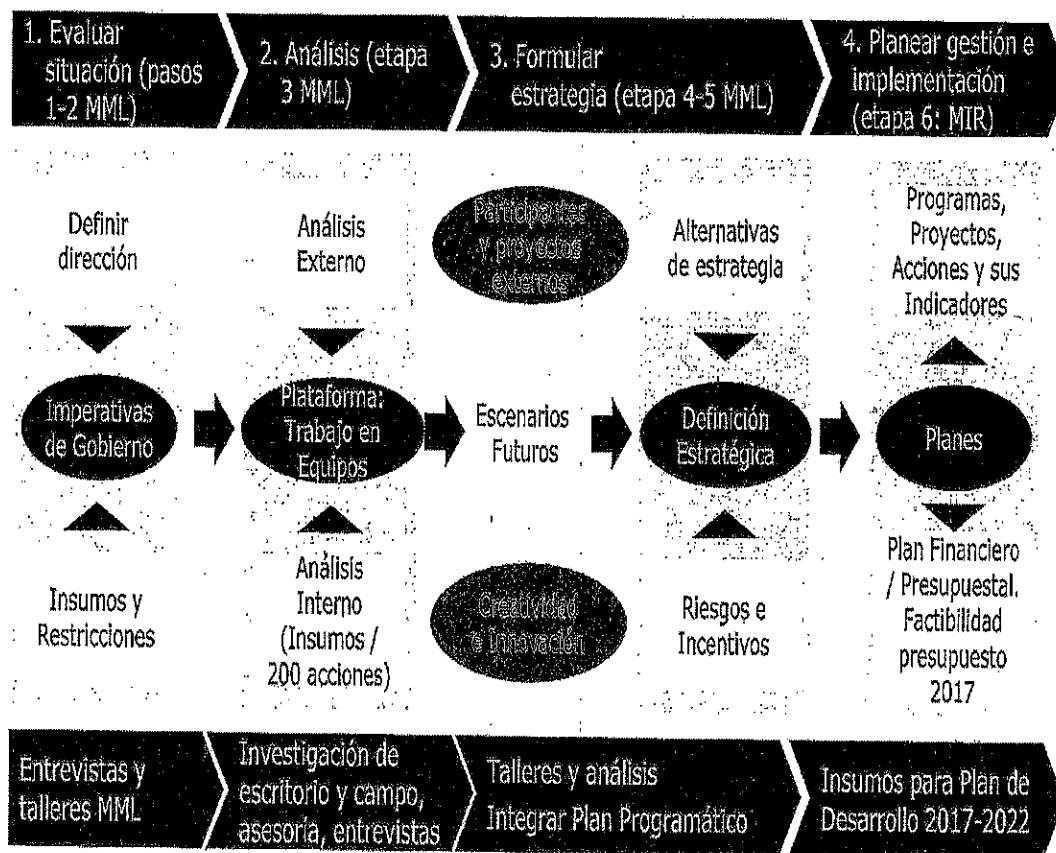 1. Evaluar
situación (pasos
1-2 MML)
2. Análisis (etapa
3 MML)
3. Formular
estrategia (etapa 4-5 MML)
4. Planear gestión e
implementación
(etapa 6: MIR)
Definir
dirección
Análisis
Externo
Participantes
y proyectos
externos
Alternativas
de estrategia
Programas,
Proyectos,
Acciones y sus
Indicadores
Imperativas
de Gobierno
Plataforma:
Trabajo en
Equipos
Escenarios
Futuros
Definición
Estratégica
Planes
Insumos y
Restricciones
Análisis
Interno
(Insumos /
200 acciones)
Creatividad
e Innovación
Riesgos e
Incentivos
Plan Financiero
/ Presupuestal.
Factibilidad
presupuesto
2017
Entrevistas y
talleres MML
Investigación de
escritorio y campo,
asesoría, entrevistas
Talleres y análisis
Integrar Plan Programático
Insumos para Plan de
Desarrollo 2017-2022